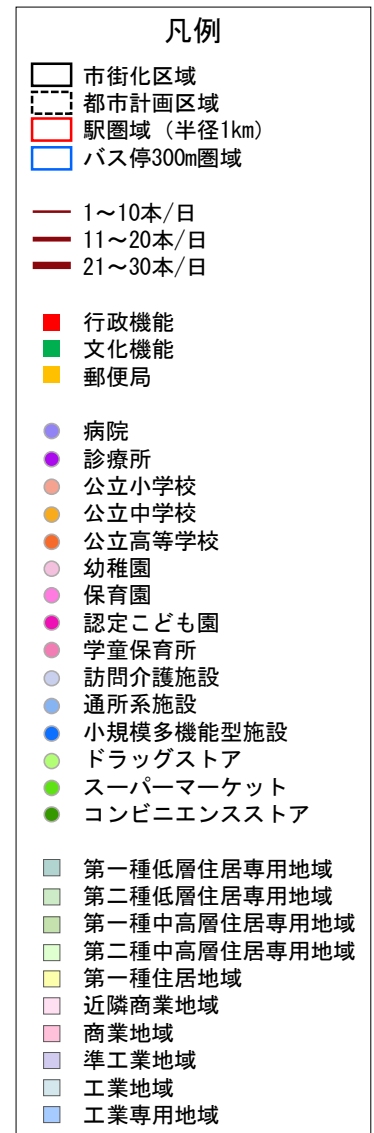 凡例
市街化区域
都市計画区域
駅圏域（半径1km）
バス停300m圏域
1～10本/日
11～20本/日
21～30本/日
行政機能
文化機能
郵便局
病院
診療所
公立小学校
公立中学校
公立高等学校
幼稚園
保育園
認定こども園
学童保育所
訪問介護施設
通所系施設
小規模多機能型施設
ドラッグストア
スーパーマーケット
コンビニエンスストア
第一種低層住居専用地域
第二種低層住居専用地域
第一種中高層住居専用地域
第二種中高層住居専用地域
第一種住居地域
近隣商業地域
商業地域
準工業地域
工業地域
工業専用地域